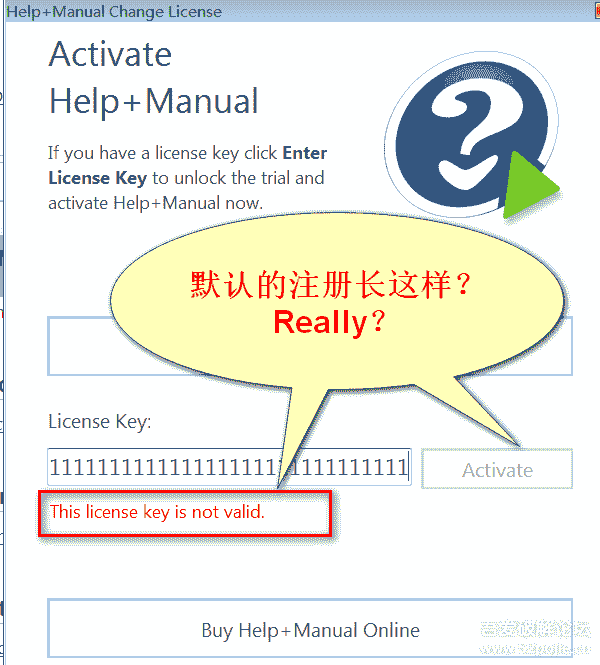 Help+Manual Change License
Activate
Help+Manual
If you have a license key click Enter
License Key to unlock the trial and
activate Help+Manual now.
默认的注册长这样？
Really？
License Key:
Activate
This license key is not valid.
Buy Help+Manual Online